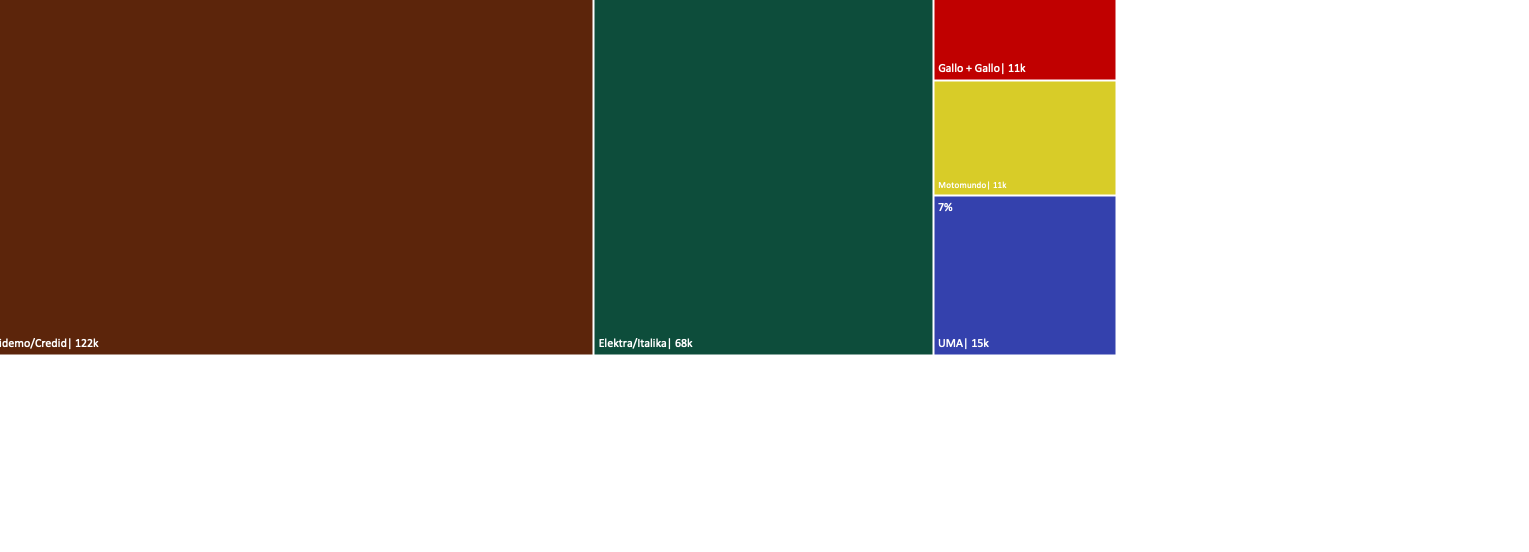 Gallo + Gallo| 11k
Motomundo| 11k
7%
idemo/Credid| 122k
Elektra/Italika| 68k
UMA| 15k